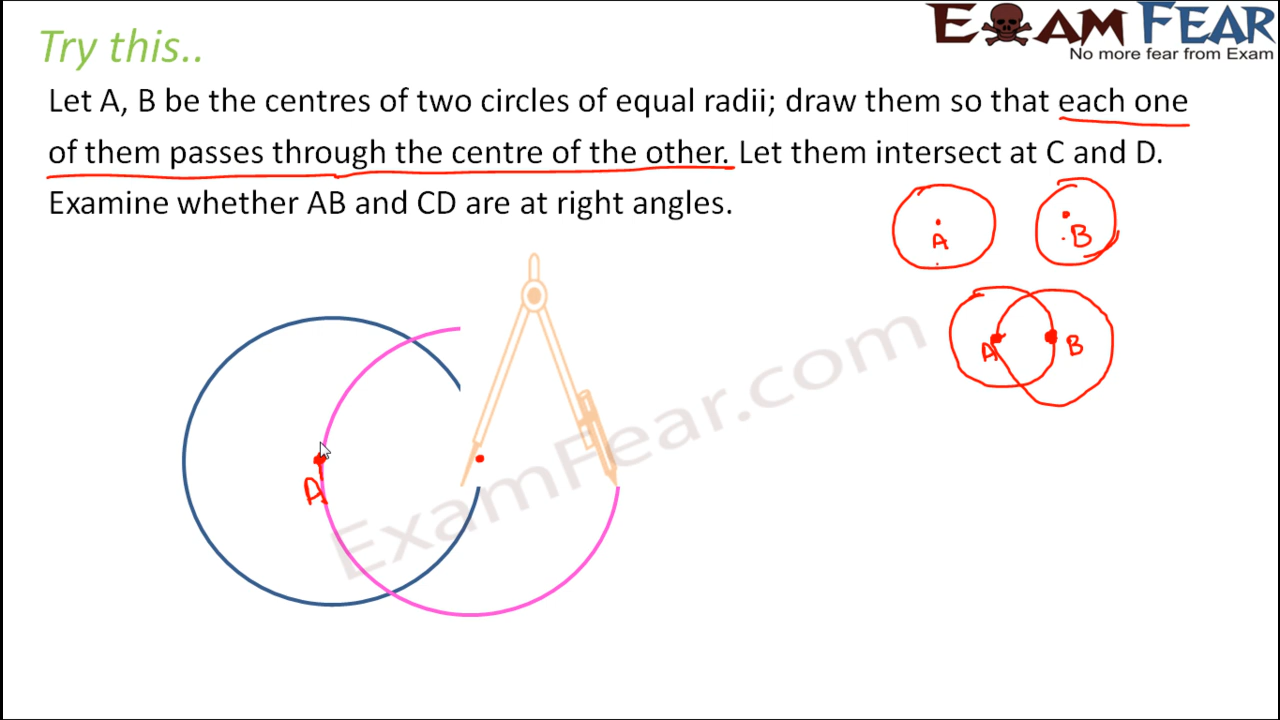 Try this..
EXAM FEAR
No more fear from Exam
Let A, B be the centres of two circles of equal radii; draw them so that each one
of them passes through the centre of the other. Let them intersect at C and D.
Examine whether AB and CD are at right angles.
A
B
A
B
A
ExamFear.com